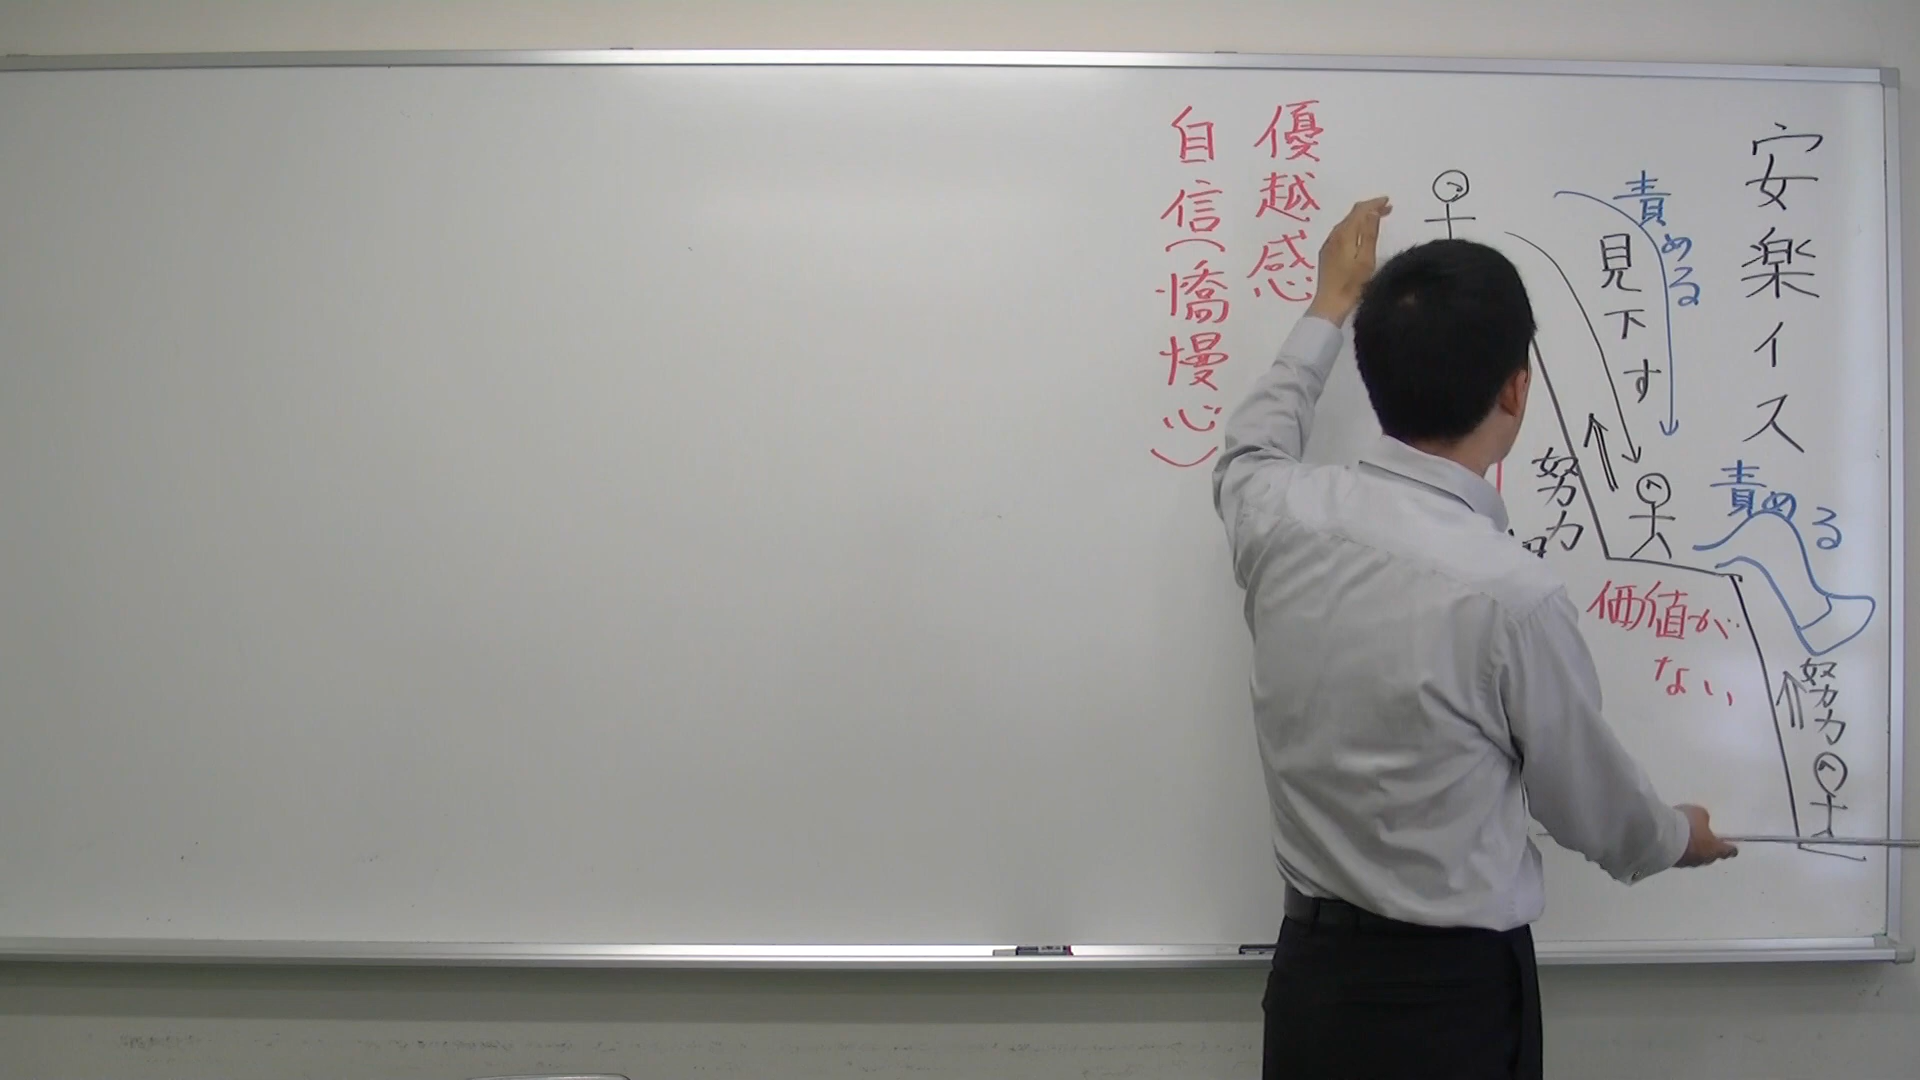 安楽イス
責める
見下す
責める
努力
努力
価値が
ない
優越感
自信(憍慢心)